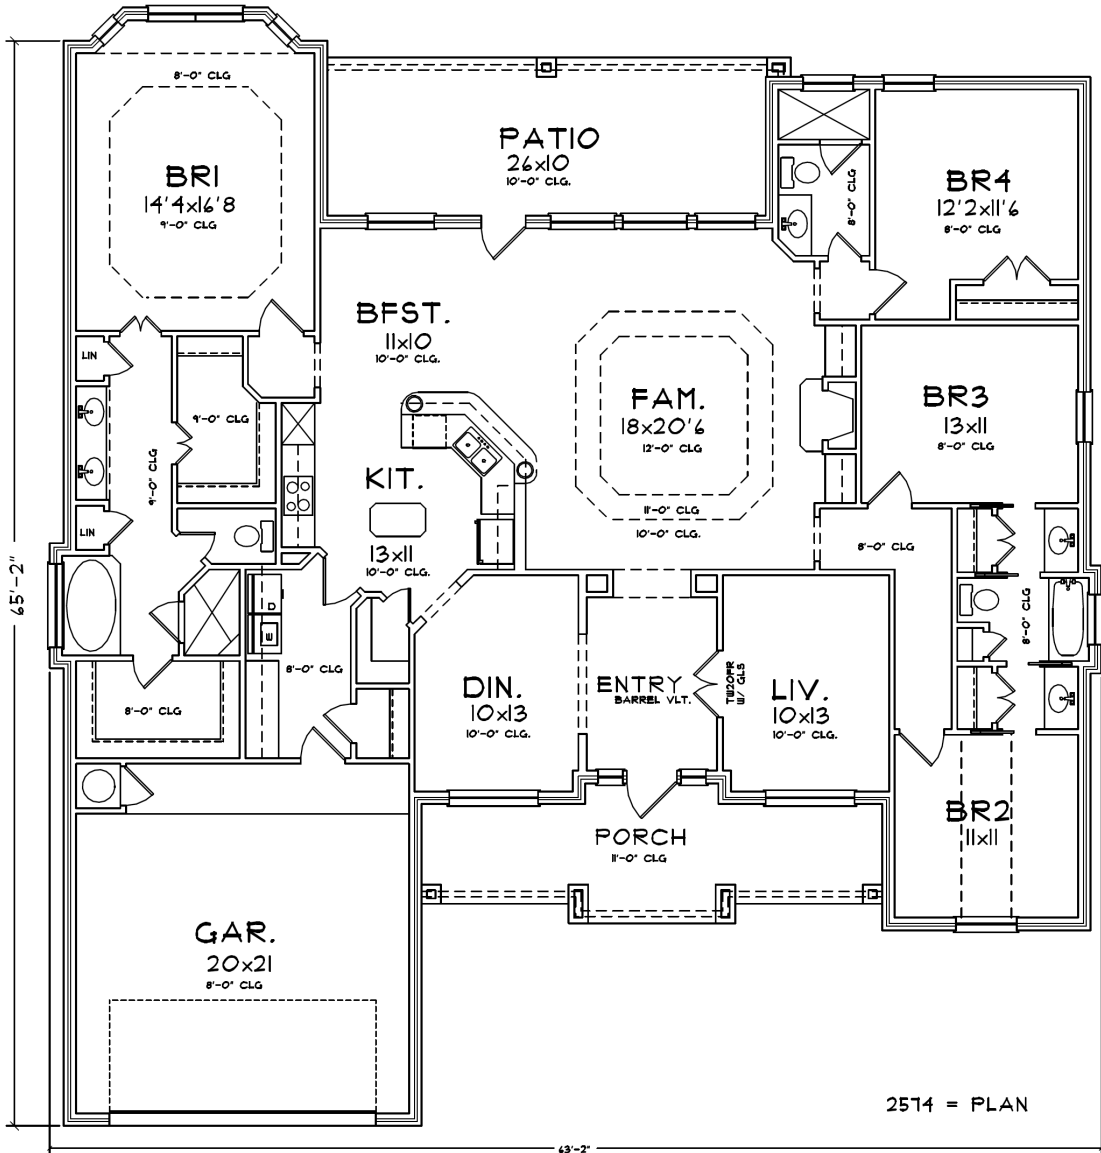 8'-0" CLG
BR1
14'4x16'8
9'-0" CLG
PATIO
26x10
10'-0" CLG.
8'-0" CLG
BR4
12'2x11'6
8'-0" CLG
BFST.
11x10
10'-0" CLG.
LIN
9'-0" CLG
9'-0" CLG
LIN
FAM.
18x20'6
12'-0" CLG
11'-0" CLG
10'-0" CLG.
BR3
13x11
8'-0" CLG
KIT.
13x11
10'-0" CLG.
8'-0" CLG
8'-0" CLG
65'-2"
D
W
8'-0" CLG
8'-0" CLG
DIN.
10x13
10'-0" CLG.
ENTRY
BARREL VLT.
TW20PR
W/ GLS
LIV.
10x13
10'-0" CLG.
BR2
11x11
PORCH
11'-0" CLG
GAR.
20x21
8'-0" CLG
2574 = PLAN
63'-2"